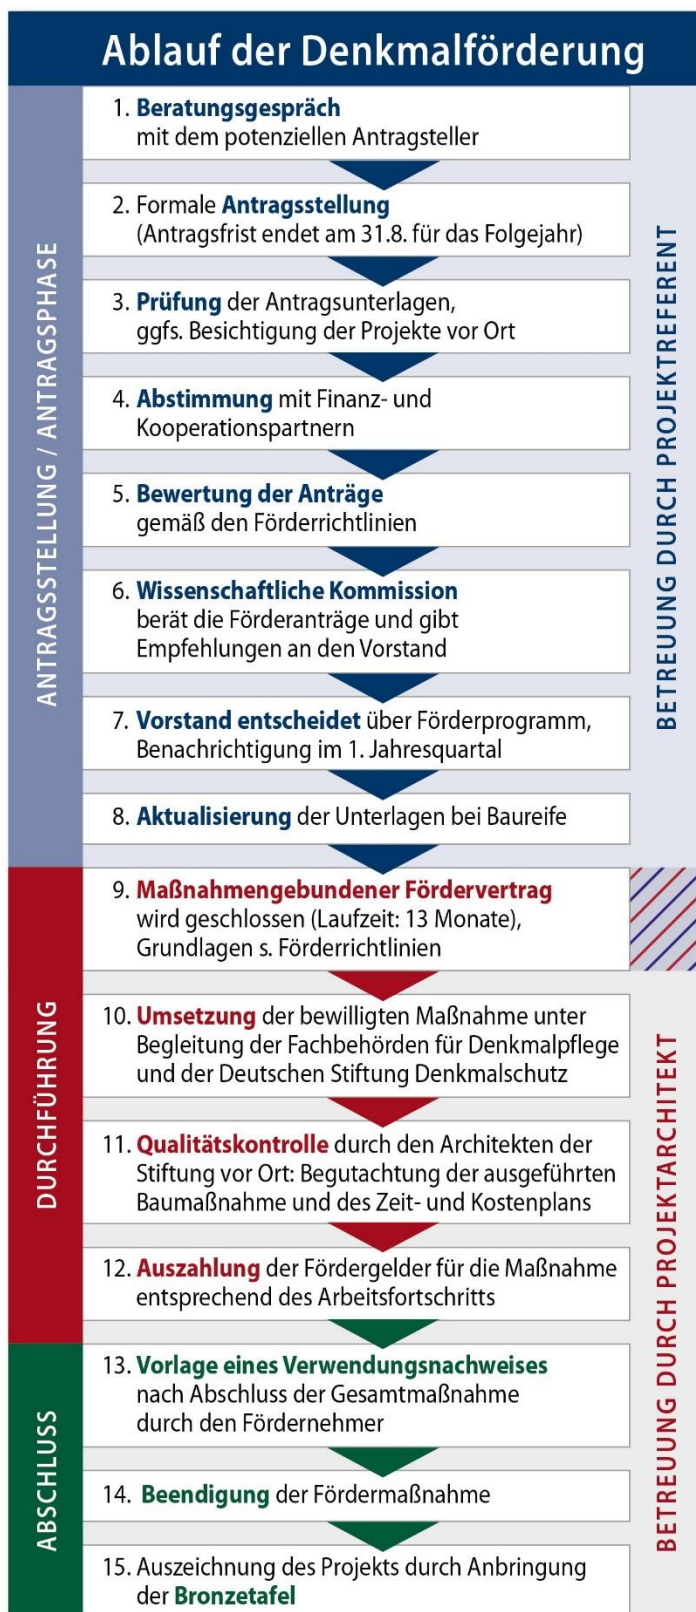 Ablauf der Denkmalförderung
ANTRAGSSTELLUNG / ANTRAGSPHASE
BETREUUNG DURCH PROJEKTREFERENT
1. Beratungsgespräch
mit dem potenziellen Antragsteller
2. Formale Antragsstellung
(Antragsfrist endet am 31.8. für das Folgejahr)
3. Prüfung der Antragsunterlagen,
ggfs. Besichtigung der Projekte vor Ort
4. Abstimmung mit Finanz- und
Kooperationspartnern
5. Bewertung der Anträge
gemäß den Förderrichtlinien
6. Wissenschaftliche Kommission
berät die Förderanträge und gibt
Empfehlungen an den Vorstand
7. Vorstand entscheidet über Förderprogramm,
Benachrichtigung im 1. Jahresquartal
8. Aktualisierung der Unterlagen bei Baureife
DURCHFÜHRUNG
BETREUUNG DURCH PROJEKTARCHITEKT
9. Maßnahmengebundener Fördervertrag
wird geschlossen (Laufzeit: 13 Monate),
Grundlagen s. Förderrichtlinien
10. Umsetzung der bewilligten Maßnahme unter
Begleitung der Fachbehörden für Denkmalpflege
und der Deutschen Stiftung Denkmalschutz
11. Qualitätskontrolle durch den Architekten der
Stiftung vor Ort: Begutachtung der ausgeführten
Baumaßnahme und des Zeit- und Kostenplans
12. Auszahlung der Fördergelder für die Maßnahme
entsprechend des Arbeitsfortschritts
ABSCHLUSS
13. Vorlage eines Verwendungsnachweises
nach Abschluss der Gesamtmaßnahme
durch den Fördernehmer
14. Beendigung der Fördermaßnahme
15. Auszeichnung des Projekts durch Anbringung
der Bronzetafel